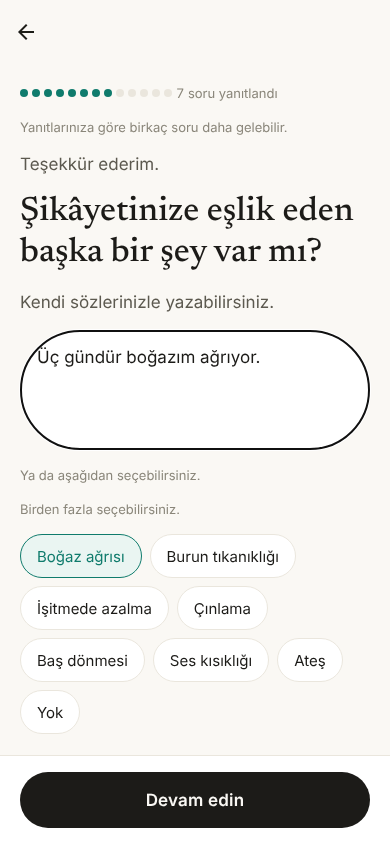 7 soru yanıtlandı
Yanıtlarınıza göre birkaç soru daha gelebilir.
Teşekkür ederim.
Şikâyetinize eşlik eden
başka bir şey var mı?
Kendi sözlerinizle yazabilirsiniz.
Üç gündür boğazım ağrıyor.
Ya da aşağıdan seçebilirsiniz.
Birden fazla seçebilirsiniz.
Boğaz ağrısı Burun tıkanıklığı
İşitmede azalma Çınlama
Baş dönmesi Ses kısıklığı Ateş
Yok
Devam edin